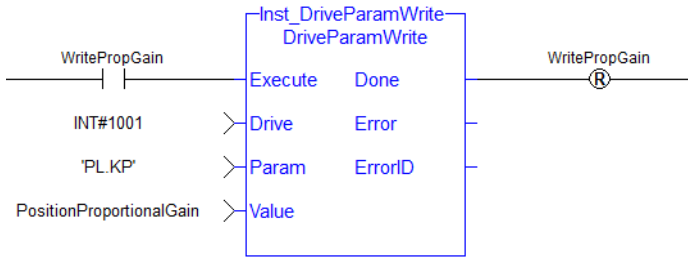 Inst_DriveParamWrite
DriveParamWrite
WritePropGain
WritePropGain
Execute Done
R
INT#1001
Drive Error
'PL.KP'
Param ErrorID
PositionProportionalGain
Value